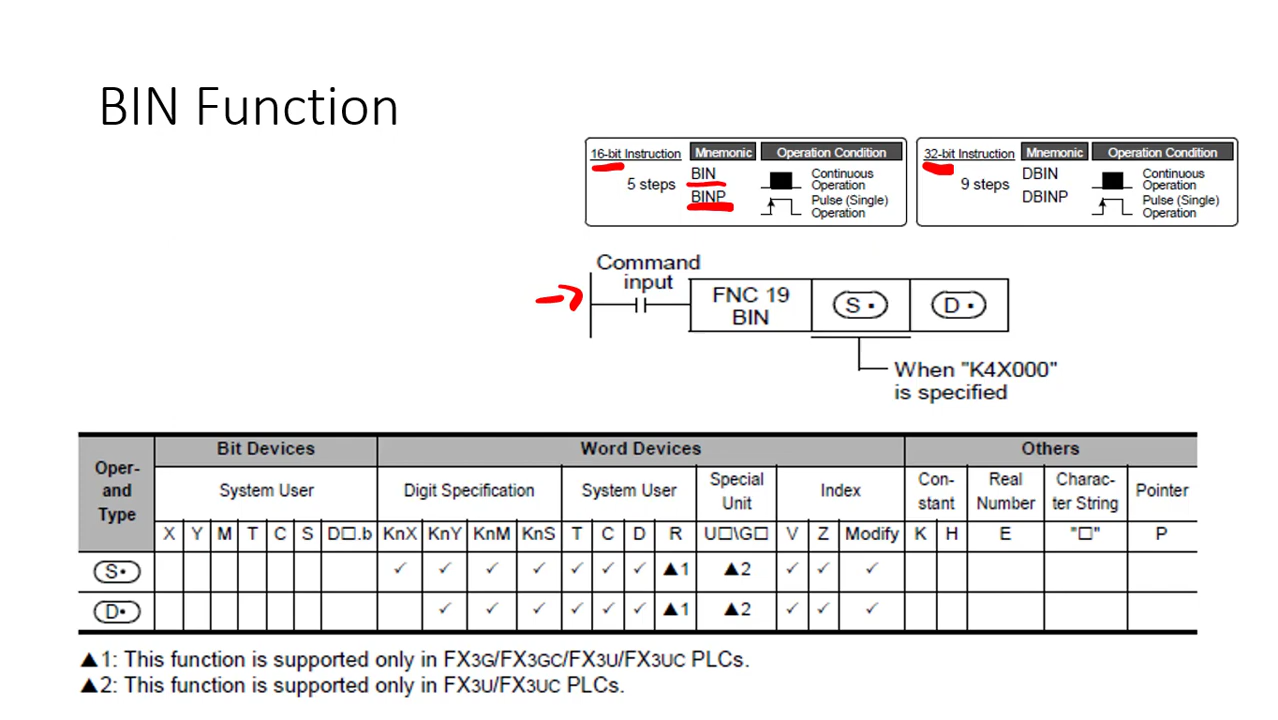 BIN Function
16-bit Instruction Mnemonic Operation Condition
5 steps
BIN
BINP
Continuous
Operation
Pulse (Single)
Operation
32-bit Instruction Mnemonic Operation Condition
9 steps
DBIN
DBINP
Continuous
Operation
Pulse (Single)
Operation
Command
input
FNC 19
BIN
S•
D•
When "K4X000"
is specified
Oper-
and
Type
Bit Devices Word Devices Others
System User Digit Specification System User Special
Unit
Index Con-
stant
Real
Number
Charac-
ter String
Pointer
X Y M T C S D□.b KnX KnY KnM KnS T C D R U□\G□ V Z Modify K H E "□" P
S• ✓ ✓ ✓ ✓ ✓ ✓ ✓ ▲1 ▲2 ✓ ✓ ✓
D• ✓ ✓ ✓ ✓ ✓ ✓ ▲1 ▲2 ✓ ✓ ✓
▲1: This function is supported only in FX3G/FX3GC/FX3U/FX3UC PLCs.
▲2: This function is supported only in FX3U/FX3UC PLCs.